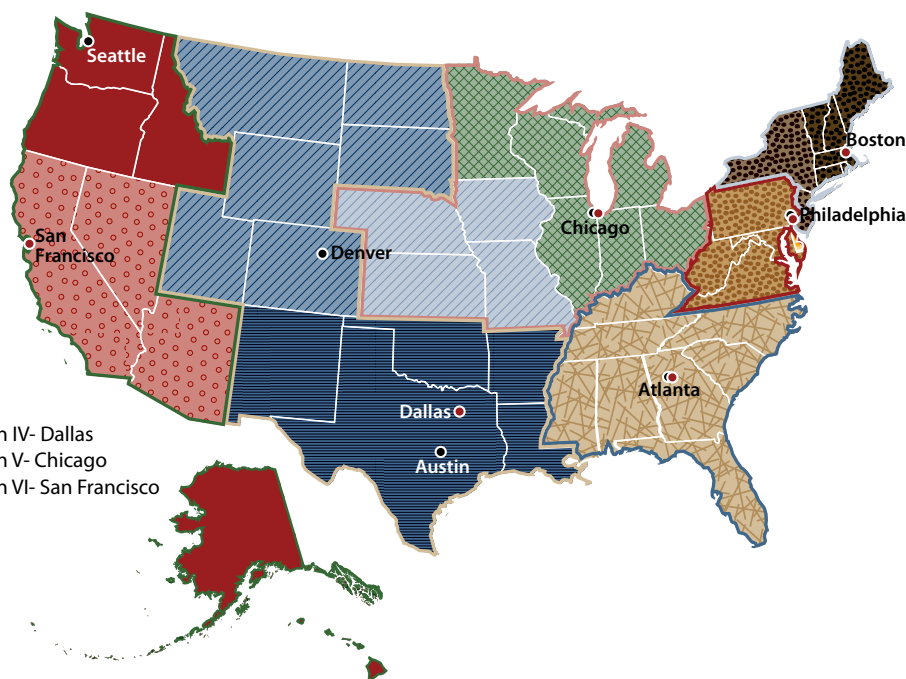 Seattle
Boston
Philadelphia
Chicago
San
Francisco
Denver
Atlanta
Dallas
Austin
n IV- Dallas
n V- Chicago
n VI- San Francisco